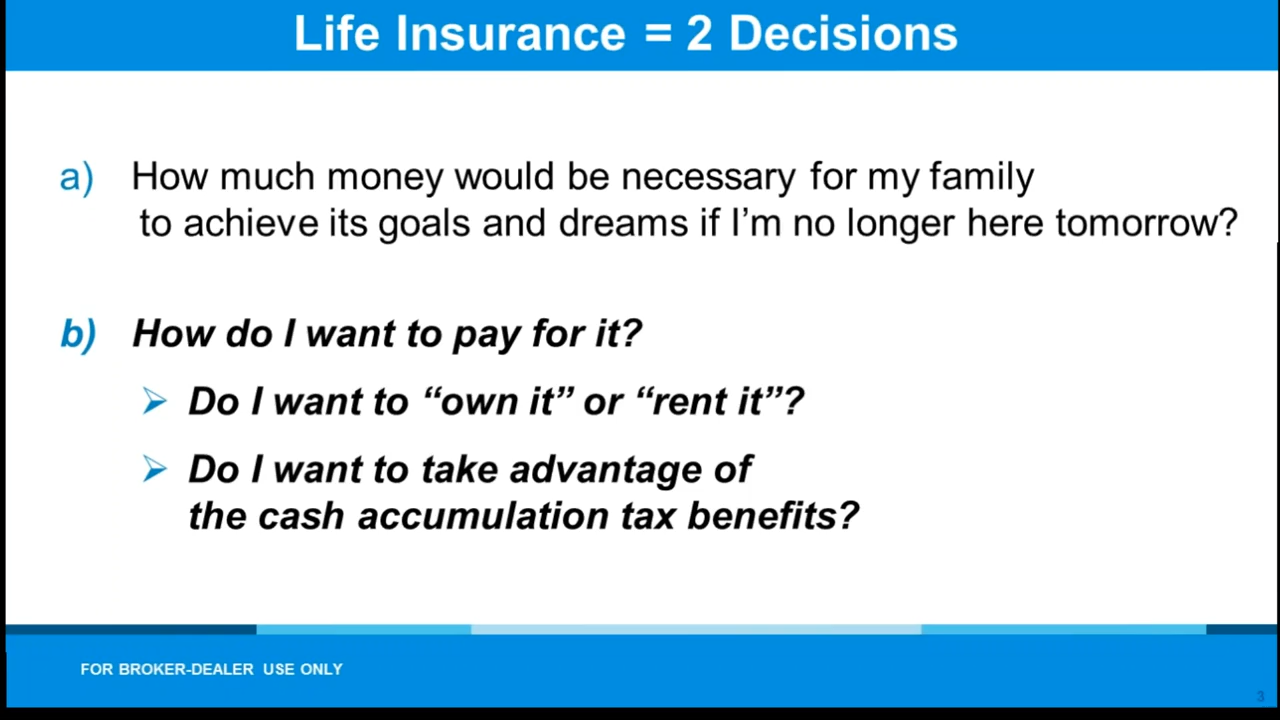 Life Insurance = 2 Decisions
a) How much money would be necessary for my family
to achieve its goals and dreams if I’m no longer here tomorrow?
b) How do I want to pay for it?
➢ Do I want to “own it” or “rent it”?
➢ Do I want to take advantage of
the cash accumulation tax benefits?
FOR BROKER-DEALER USE ONLY
3